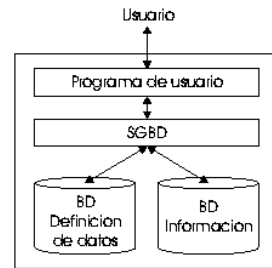 Usuario
Programa de usuario
SGBD
BD
Definicion
de datos
BD
Informacion